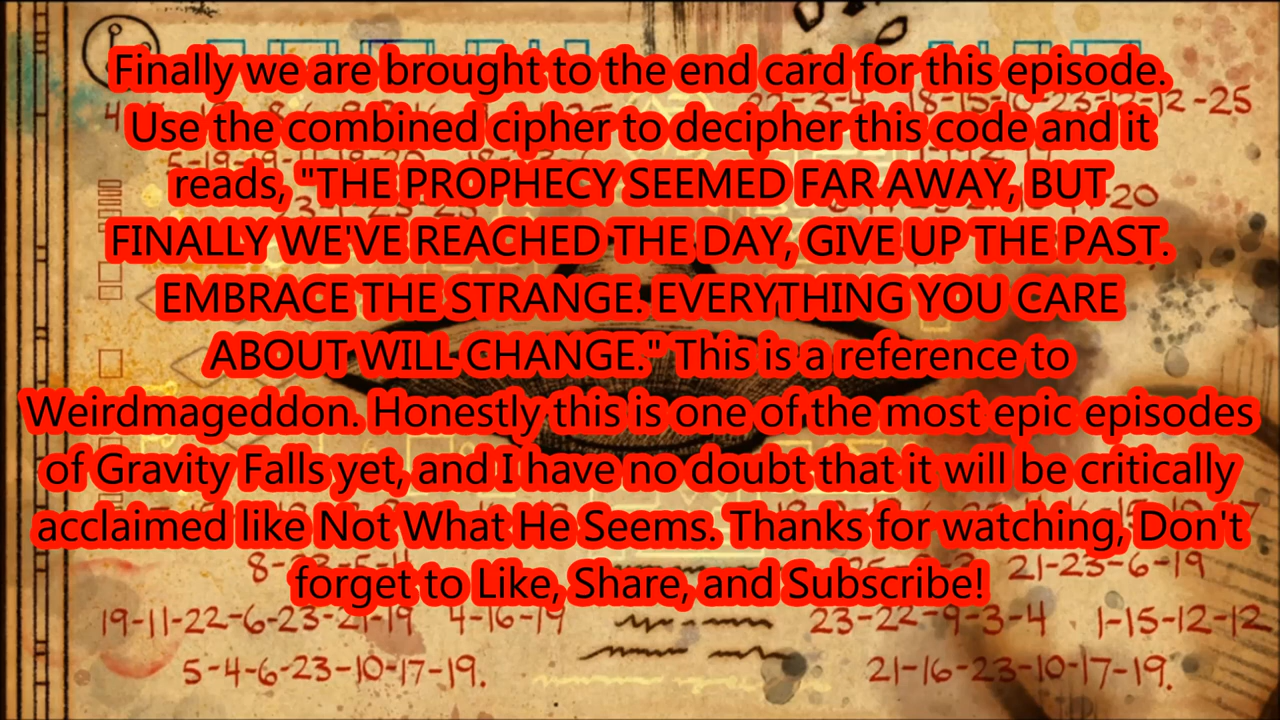 Finally we are brought to the end card for this episode.
Use the combined cipher to decipher this code and it
reads, "THE PROPHECY SEEMED FAR AWAY, BUT
FINALLY WE'VE REACHED THE DAY, GIVE UP THE PAST.
EMBRACE THE STRANGE. EVERYTHING YOU CARE
ABOUT WILL CHANGE." This is a reference to
Weirdmageddon. Honestly this is one of the most epic episodes
of Gravity Falls yet, and I have no doubt that it will be critically
acclaimed like Not What He Seems. Thanks for watching, Don't
forget to Like, Share, and Subscribe!
21-23-6-19
19-11-22-6-23-21-19 4-16-19 23-22-9-3-4 1-15-12-12
5-4-6-23-10-17-19. 21-16-23-10-17-19.